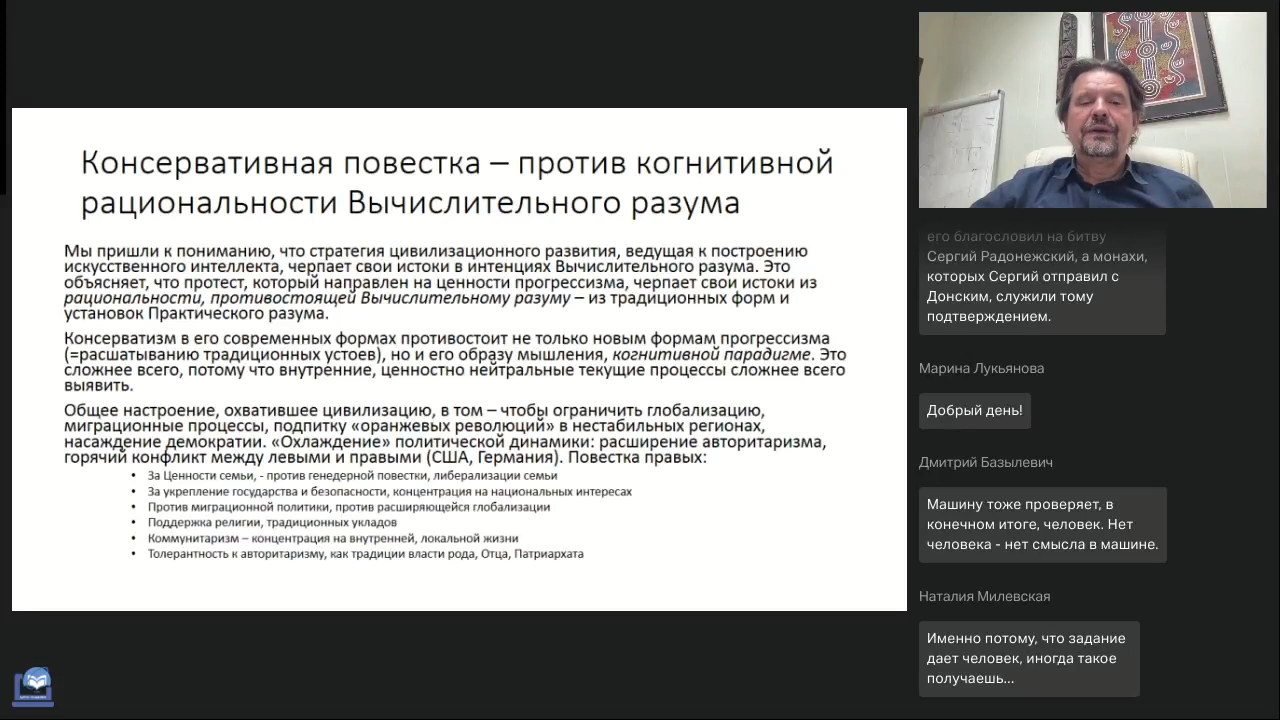 Консервативная повестка – против когнитивной
рациональности Вычислительного разума
Мы пришли к пониманию, что стратегия цивилизационного развития, ведущая к построению
искусственного интеллекта, черпает свои истоки в интенциях Вычислительного разума. Это
объясняет, что протест, который направлен на ценности прогрессизма, черпает свои истоки из
рациональности, противостоящей Вычислительному разуму – из традиционных форм и
установок Практического разума.
Консерватизм в его современных формах противостоит не только новым формам прогрессизма
(=расшатыванию традиционных устоев), но и его образу мышления, когнитивной парадигме. Это
сложнее всего, потому что внутренние, ценностно нейтральные текущие процессы сложнее всего
выявить.
Общее настроение, охватившее цивилизацию, в том – чтобы ограничить глобализацию,
миграционные процессы, подпитку «оранжевых революций» в нестабильных регионах,
насаждение демократии. «Охлаждение» политической динамики: расширение авторитаризма,
горячий конфликт между левыми и правыми (США, Германия). Повестка правых:
• За Ценности семьи, - против генедерной повестки, либерализации семьи
• За укрепление государства и безопасности, концентрация на национальных интересах
• Против миграционной политики, против расширяющейся глобализации
• Поддержка религии, традиционных укладов
• Коммунитаризм – концентрация на внутренней, локальной жизни
• Толерантность к авторитаризму, как традиции власти рода, Отца, Патриархата
его благословил на битву
Сергий Радонежский, а монахи,
которых Сергий отправил с
Донским, служили тому
подтверждением.
Марина Лукьянова
Добрый день!
Дмитрий Базылевич
Машину тоже проверяет, в
конечном итоге, человек. Нет
человека - нет смысла в машине.
Наталия Милевская
Именно потому, что задание
дает человек, иногда такое
получаешь...